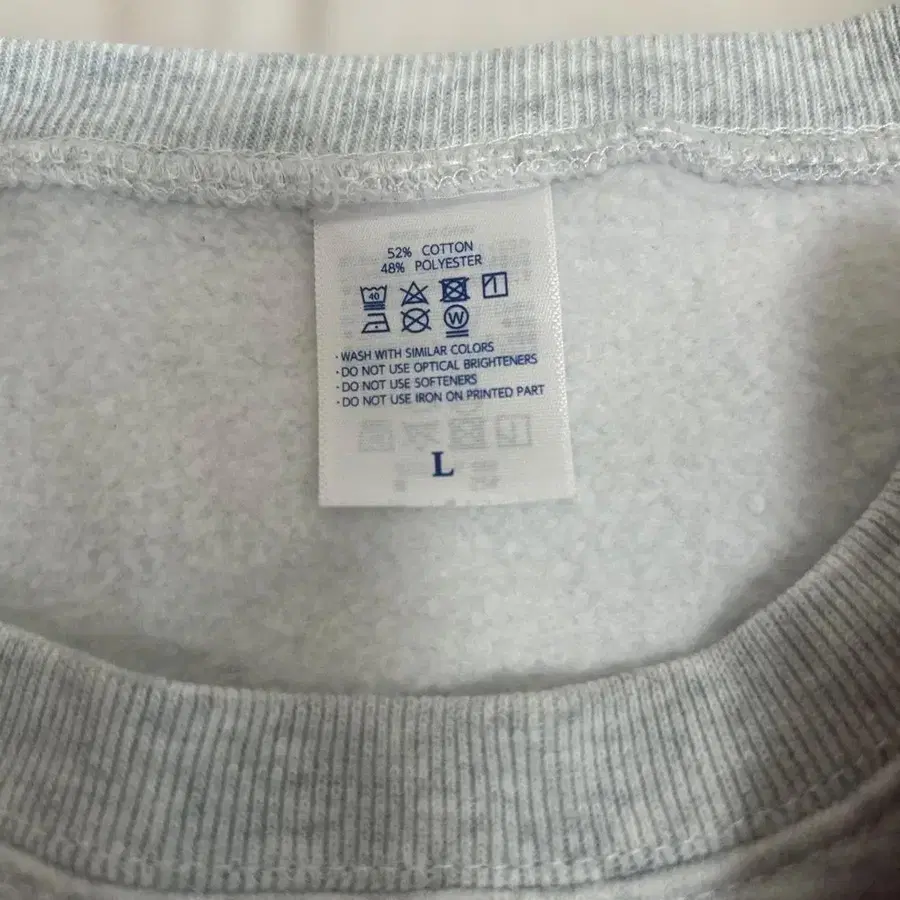 52% COTTON
48% POLYESTER
40
W
· WASH WITH SIMILAR COLORS
· DO NOT USE OPTICAL BRIGHTENERS
· DO NOT USE SOFTENERS
· DO NOT USE IRON ON PRINTED PART
L